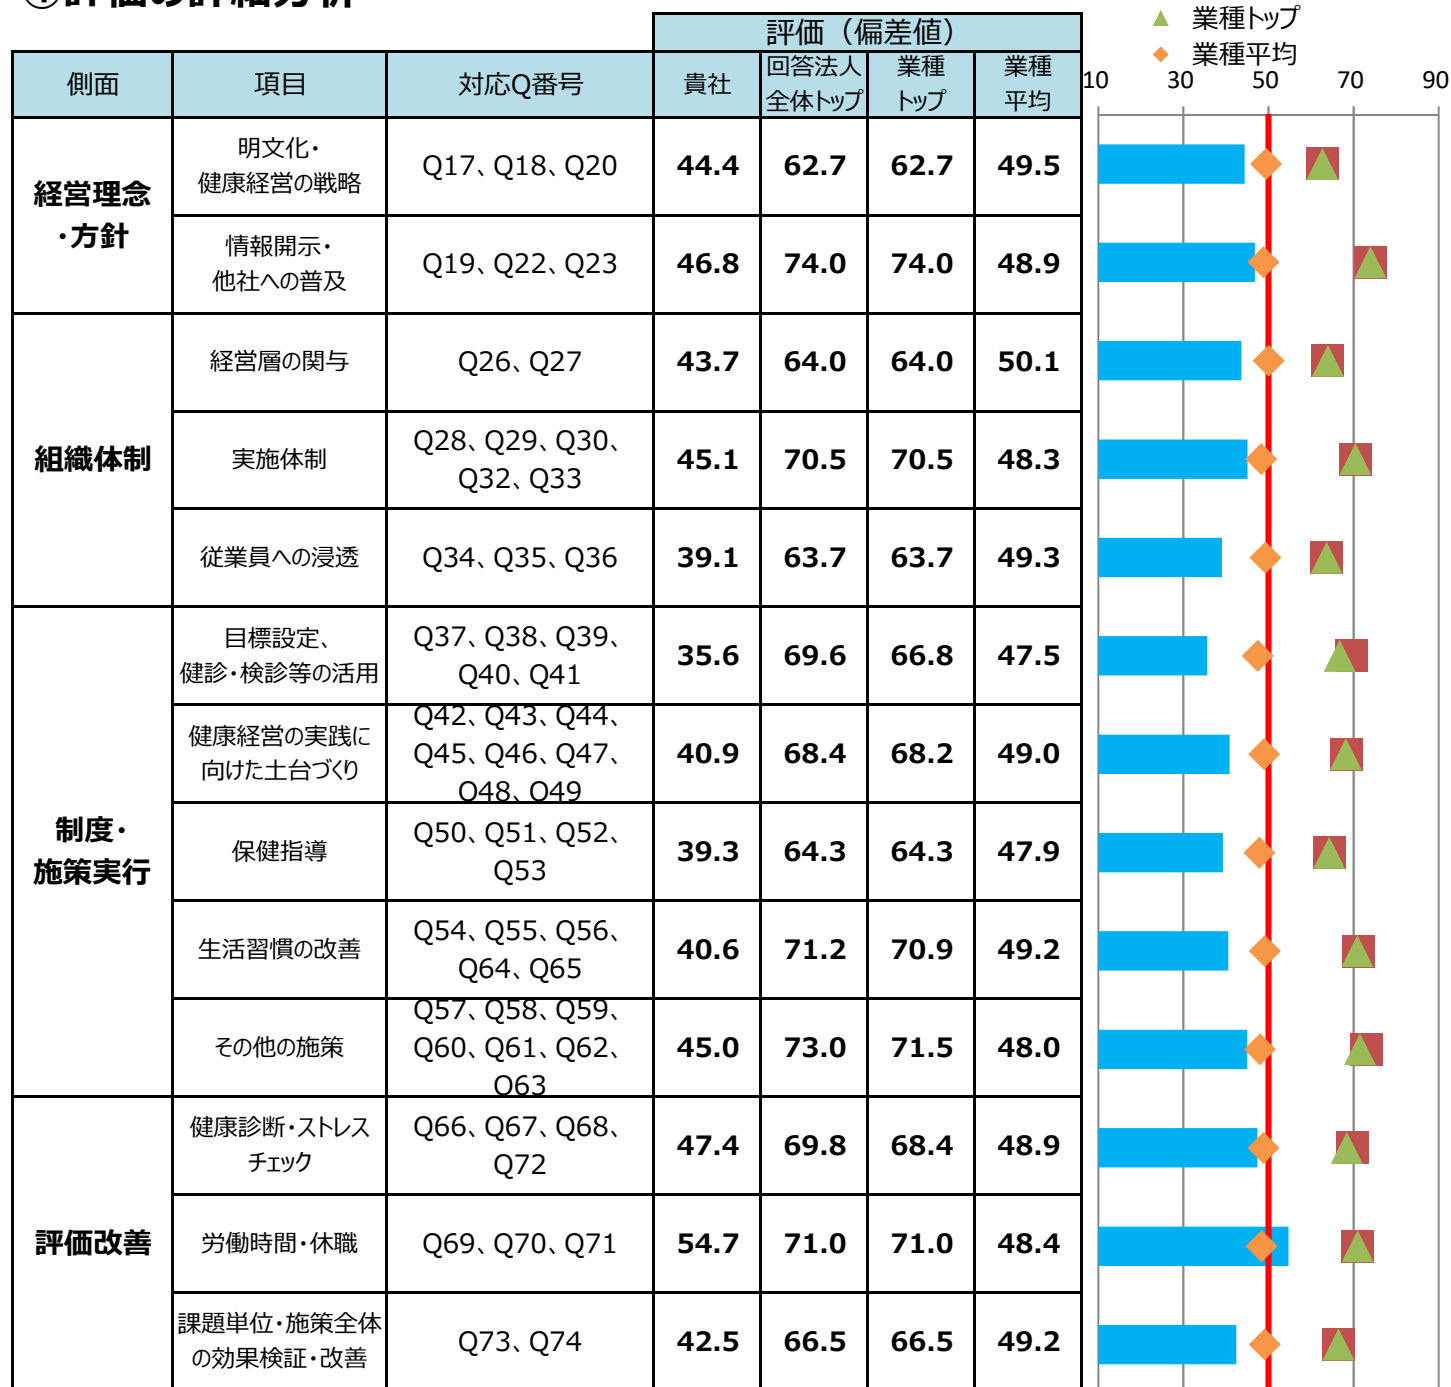 ①評価の詳細分析
▲ 業種トップ
◆ 業種平均
評価（偏差値）
側面 項目 対応Q番号 貴社 回答法人全体トップ 業種トップ 業種平均
10 30 50 70 90
経営理念・方針
明文化・健康経営の戦略 Q17、Q18、Q20 44.4 62.7 62.7 49.5
情報開示・他社への普及 Q19、Q22、Q23 46.8 74.0 74.0 48.9
組織体制
経営層の関与 Q26、Q27 43.7 64.0 64.0 50.1
実施体制 Q28、Q29、Q30、Q32、Q33 45.1 70.5 70.5 48.3
従業員への浸透 Q34、Q35、Q36 39.1 63.7 63.7 49.3
制度・施策実行
目標設定、健診・検診等の活用 Q37、Q38、Q39、Q40、Q41 35.6 69.6 66.8 47.5
健康経営の実践に向けた土台づくり Q42、Q43、Q44、Q45、Q46、Q47、Q48、Q49 40.9 68.4 68.2 49.0
保健指導 Q50、Q51、Q52、Q53 39.3 64.3 64.3 47.9
生活習慣の改善 Q54、Q55、Q56、Q64、Q65 40.6 71.2 70.9 49.2
その他の施策 Q57、Q58、Q59、Q60、Q61、Q62、Q63 45.0 73.0 71.5 48.0
評価改善
健康診断・ストレスチェック Q66、Q67、Q68、Q72 47.4 69.8 68.4 48.9
労働時間・休職 Q69、Q70、Q71 54.7 71.0 71.0 48.4
課題単位・施策全体の効果検証・改善 Q73、Q74 42.5 66.5 66.5 49.2